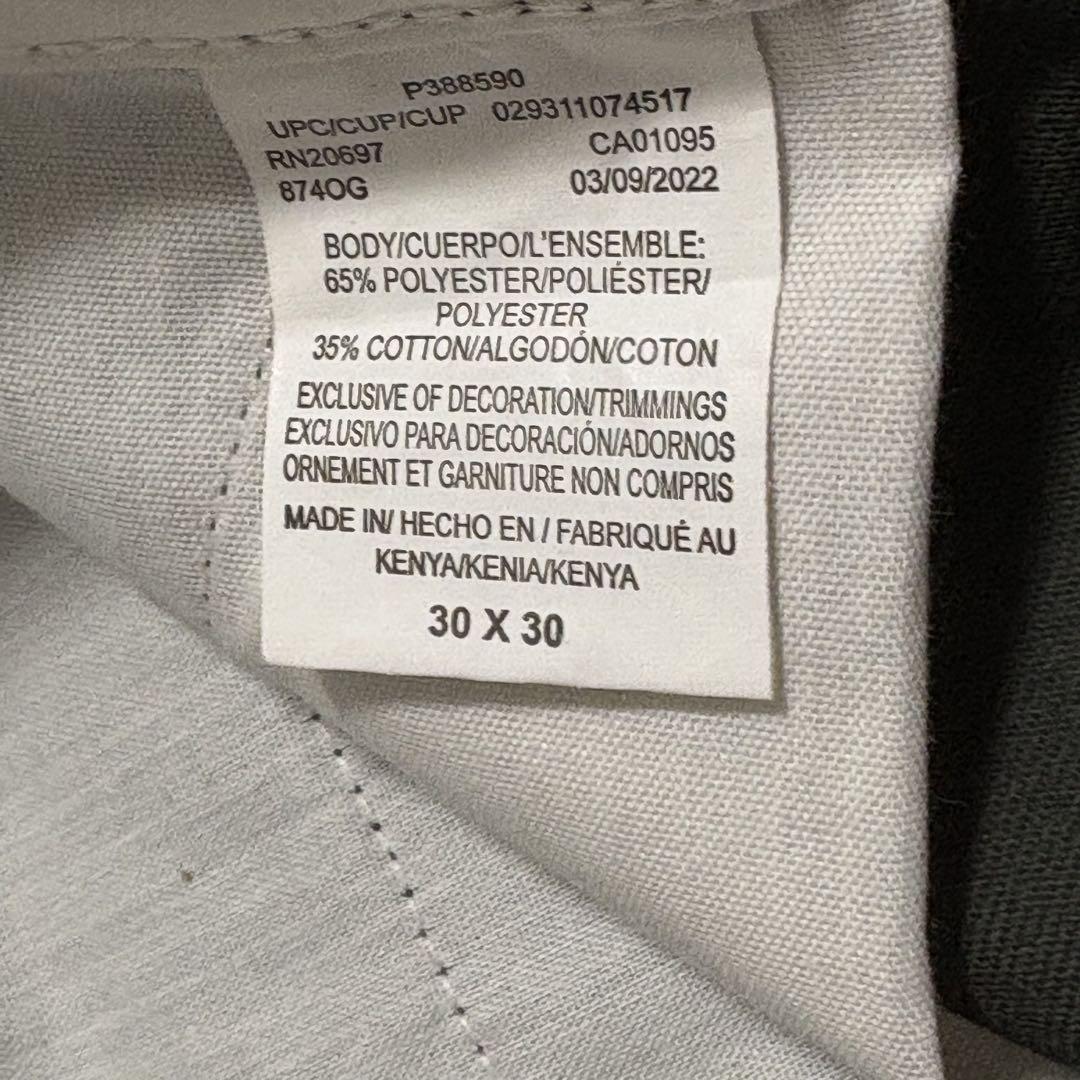 P388590
UPC/CUP/CUP 029311074517
RN20697 CA01095
874OG 03/09/2022
BODY/CUERPO/L'ENSEMBLE:
65% POLYESTER/POLIÉSTER/
POLYESTER
35% COTTON/ALGODÓN/COTON
EXCLUSIVE OF DECORATION/TRIMMINGS
EXCLUSIVO PARA DECORACIÓN/ADORNOS
ORNEMENT ET GARNITURE NON COMPRIS
MADE IN/ HECHO EN / FABRIQUÉ AU
KENYA/KENIA/KENYA
30 X 30